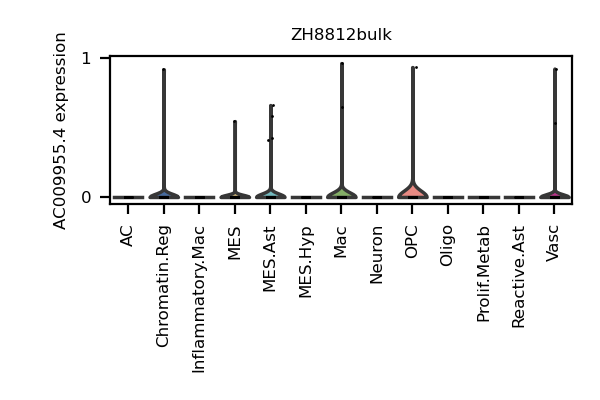 ZH8812bulk
AC009955.4 expression
1
0
AC
Chromatin.Reg
Inflammatory.Mac
MES
MES.Ast
MES.Hyp
Mac
Neuron
OPC
Oligo
Prolif.Metab
Reactive.Ast
Vasc